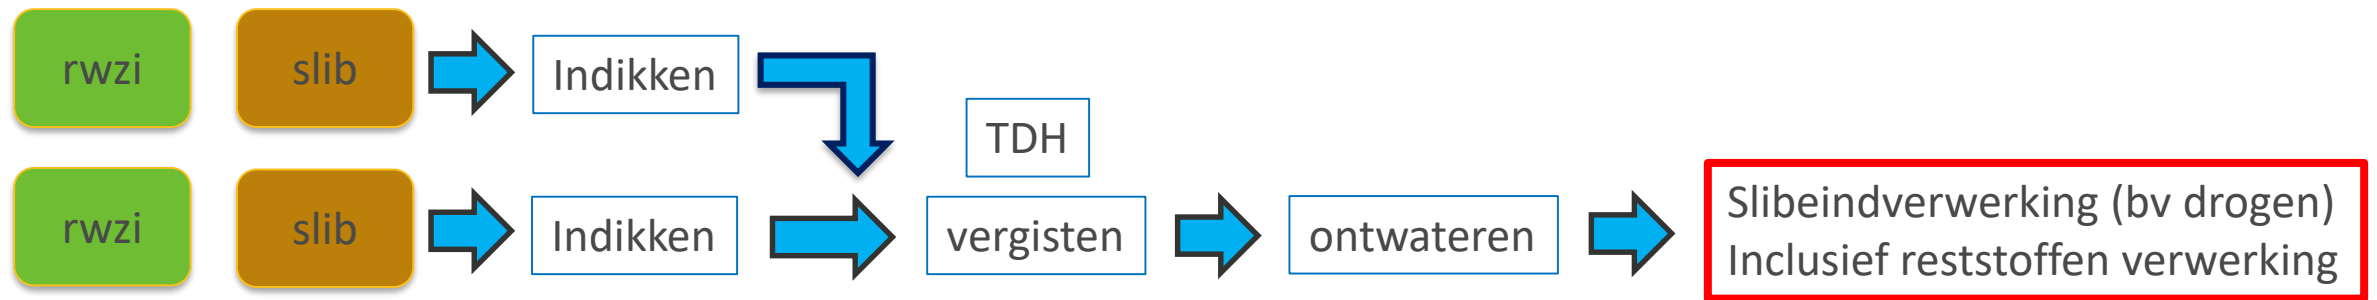 rwzi
slib
Indikken
TDH
rwzi
slib
Indikken
vergisten
ontwateren
Slibeindverwerking (bv drogen)
Inclusief reststoffen verwerking